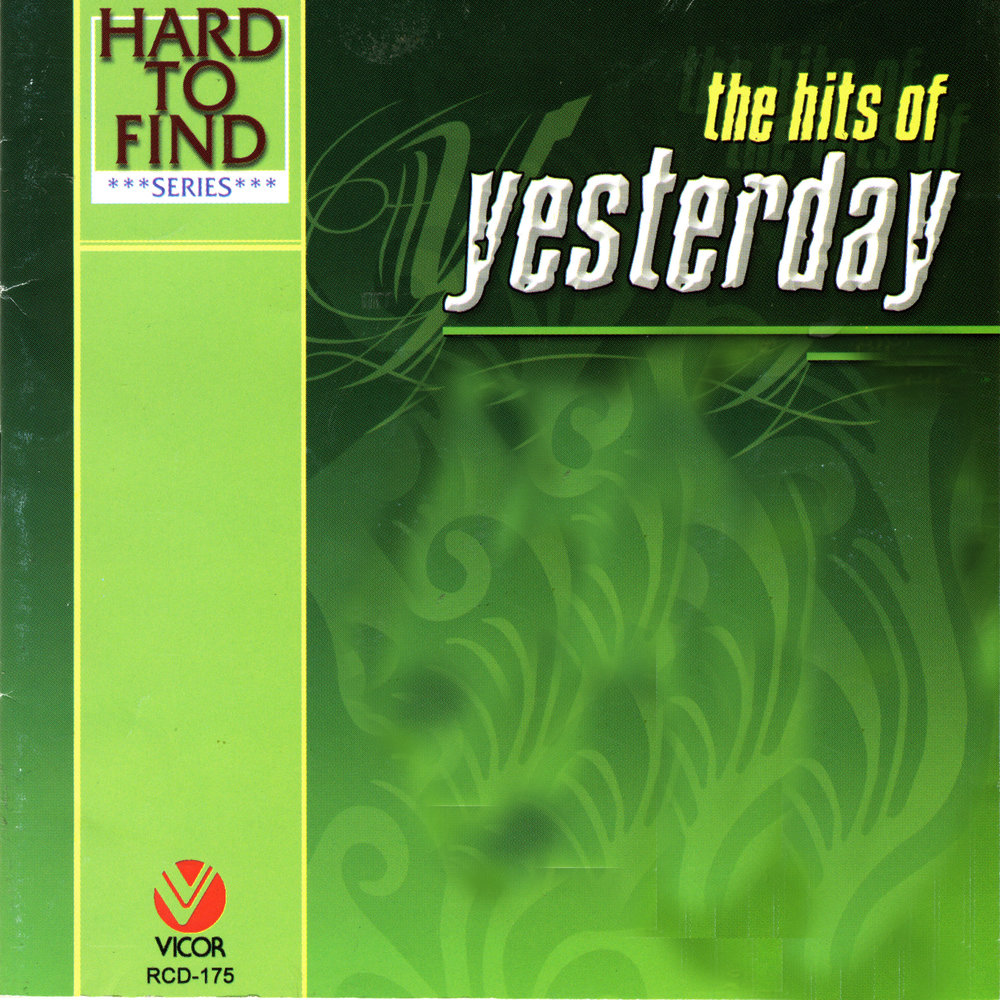 HARD
TO
FIND
***SERIES***
the hits of
yesterday
VICOR
RCD-175